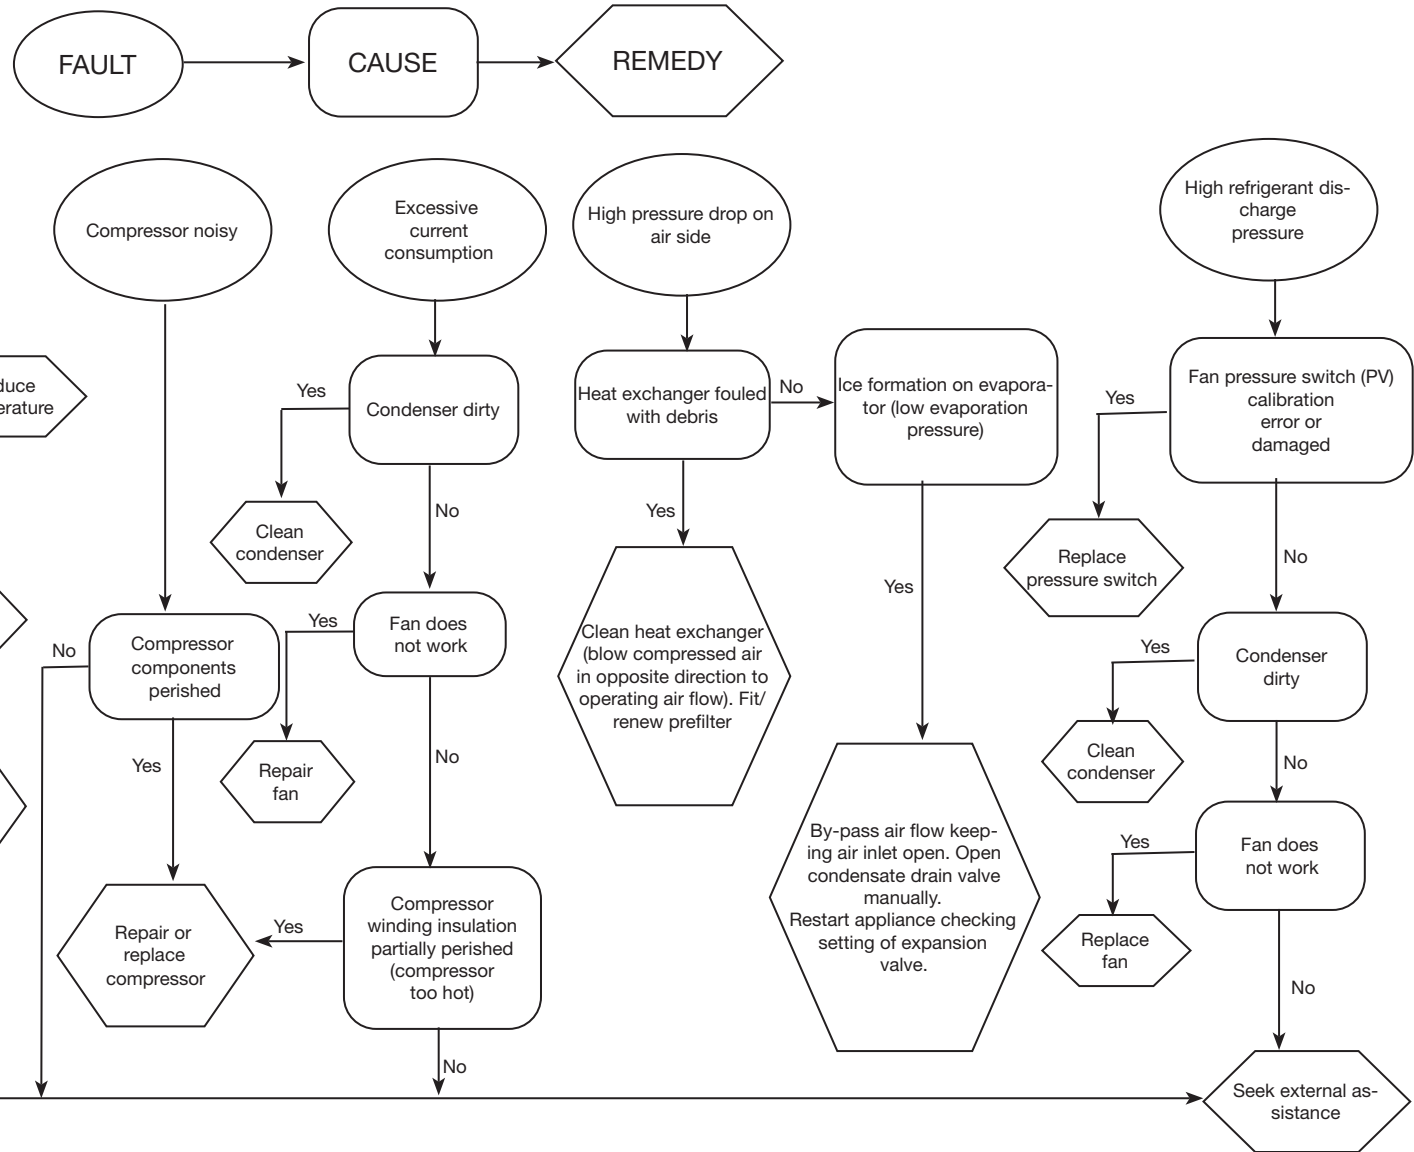 FAULT
CAUSE
REMEDY
Compressor noisy
Excessive
current
consumption
High pressure drop on
air side
High refrigerant dis-
charge
pressure
duce
erature
Yes
Condenser dirty
Heat exchanger fouled
with debris
No
Ice formation on evapora-
tor (low evaporation
pressure)
Yes
Fan pressure switch (PV)
calibration
error or
damaged
Clean
condenser
No
Yes
Yes
Replace
pressure switch
No
No
Compressor
components
perished
Yes
Fan does
not work
Clean heat exchanger
(blow compressed air
in opposite direction to
operating air flow). Fit/
renew prefilter
Yes
Condenser
dirty
Yes
Repair
fan
No
Clean
condenser
No
By-pass air flow keep-
ing air inlet open. Open
condensate drain valve
manually.
Restart appliance checking
setting of expansion
valve.
Yes
Fan does
not work
Repair or
replace
compressor
Yes
Compressor
winding insulation
partially perished
(compressor
too hot)
Replace
fan
No
No
Seek external as-
sistance